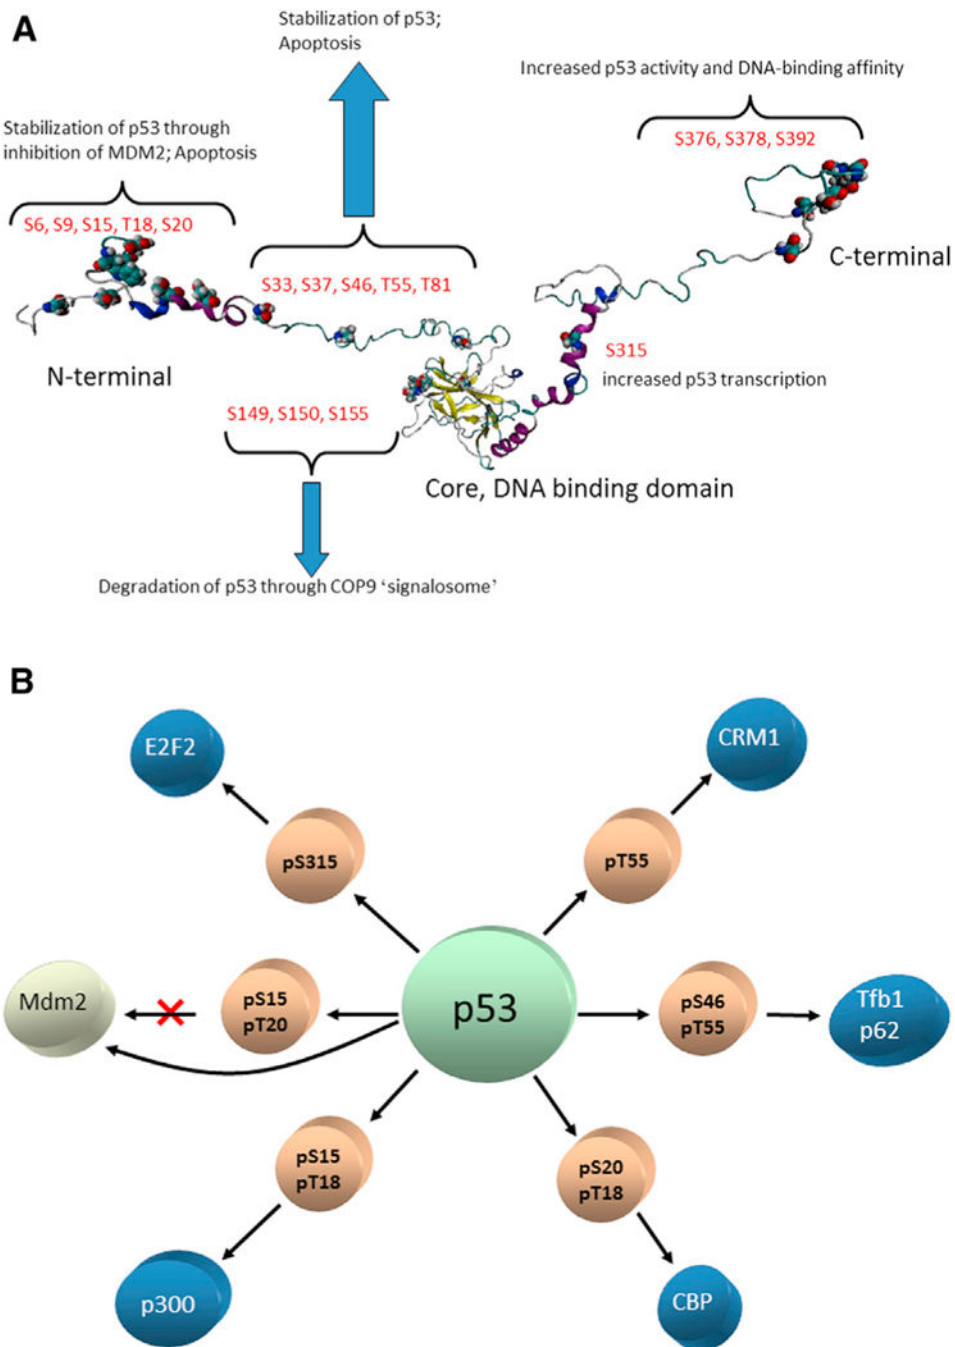 A
Stabilization of p53;
Apoptosis
Increased p53 activity and DNA-binding affinity
S376, S378, S392
Stabilization of p53 through
inhibition of MDM2; Apoptosis
S6, S9, S15, T18, S20
S33, S37, S46, T55, T81
C-terminal
N-terminal
S315
increased p53 transcription
S149, S150, S155
Core, DNA binding domain
Degradation of p53 through COP9 ‘signalosome’
B
E2F2
CRM1
pS315
pT55
Mdm2
pS15
pT20
p53
pS46
pT55
Tfb1
p62
pS15
pT18
pS20
pT18
p300
CBP